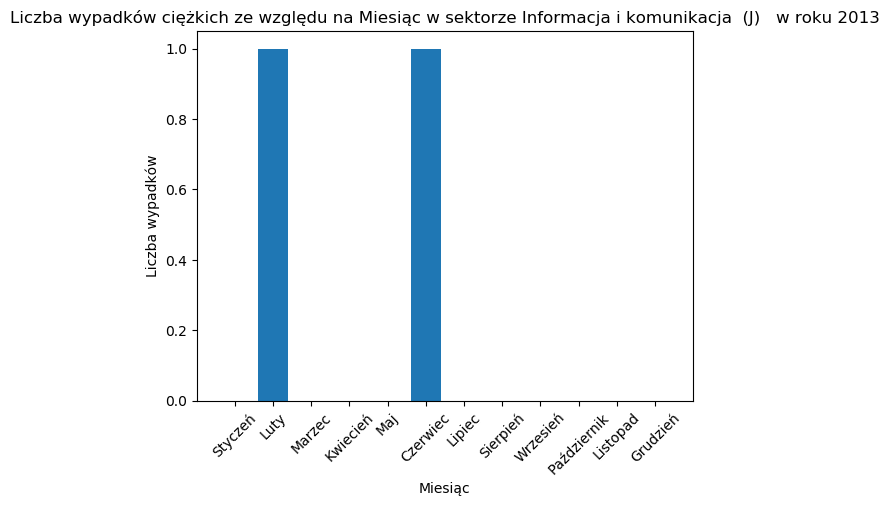 Liczba wypadków ciężkich ze względu na Miesiąc w sektorze Informacja i komunikacja  (J)   w roku 2013
1.0
0.8
0.6
0.4
0.2
0.0
Liczba wypadków
Styczeń
Luty
Marzec
Kwiecień
Maj
Czerwiec
Lipiec
Sierpień
Wrzesień
Październik
Listopad
Grudzień
Miesiąc